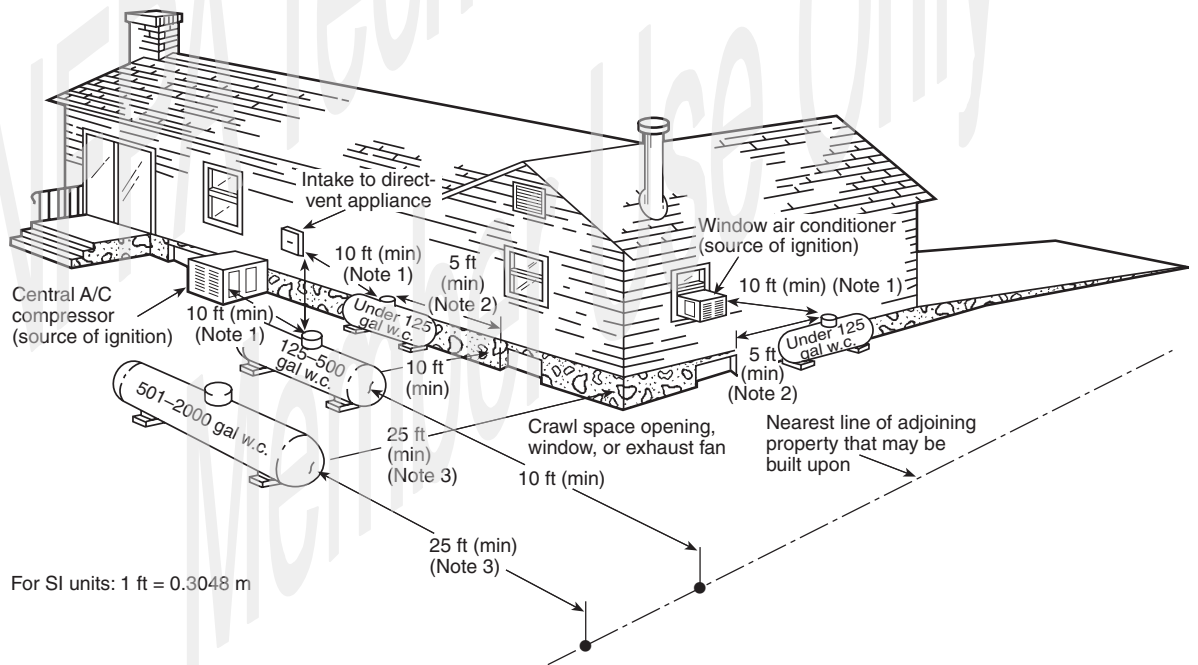 Intake to direct-
vent appliance
Window air conditioner
(source of ignition)
10 ft (min)
(Note 1)
5 ft
(min)
(Note 2)
10 ft (min) (Note 1)
Central A/C
compressor
(source of ignition)
10 ft (min)
(Note 1)
Under 125
gal w.c.
Under 125
gal w.c.
125–500
gal w.c.
10 ft
(min)
5 ft
(min)
(Note 2)
501–2000 gal w.c.
25 ft
(min)
(Note 3)
Crawl space opening,
window, or exhaust fan
Nearest line of adjoining
property that may be
built upon
10 ft (min)
25 ft (min)
(Note 3)
For SI units: 1 ft = 0.3048 m
Member Use Only